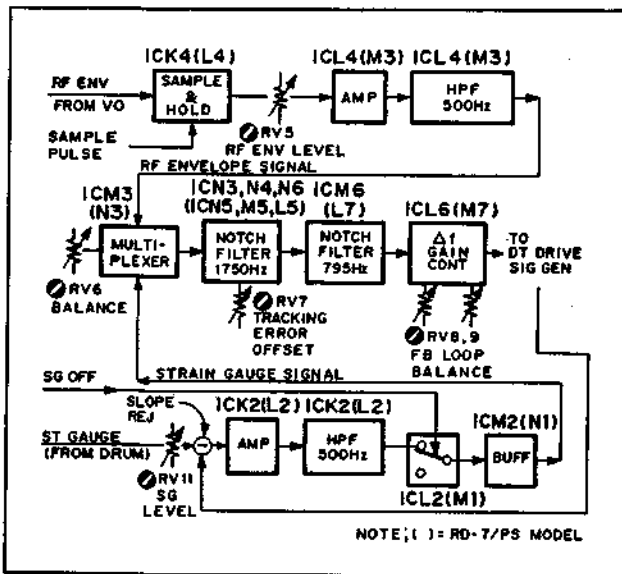 ICK4(L4)
ICL4(M3) ICL4(M3)
RF ENV
FROM VO
SAMPLE
&
HOLD
AMP
HPF
500Hz
SAMPLE
PULSE
RV5
RF ENV LEVEL
RF ENVELOPE SIGNAL
ICM3
(N3)
ICN3,N4,N6
(ICN5,M5,L5)
ICM6
(L7)
ICL6(M7)
MULTI-
PLEXER
NOTCH
FILTER
1750Hz
NOTCH
FILTER
795Hz
Δf
GAIN
CONT
TO
DT DRIVE
SIG GEN
RV6
BALANCE
RV7
TRACKING
ERROR
OFFSET
RV8,9
FB LOOP
BALANCE
STRAIN GAUGE SIGNAL
SG OFF
SLOPE
REJ
ICK2(L2) ICK2(L2)
ICM2(N1)
ST GAUGE
(FROM DRUM)
AMP
HPF
500Hz
BUFF
RV11
SG
LEVEL
ICL2(M1)
NOTE;( )= RD-7/PS MODEL